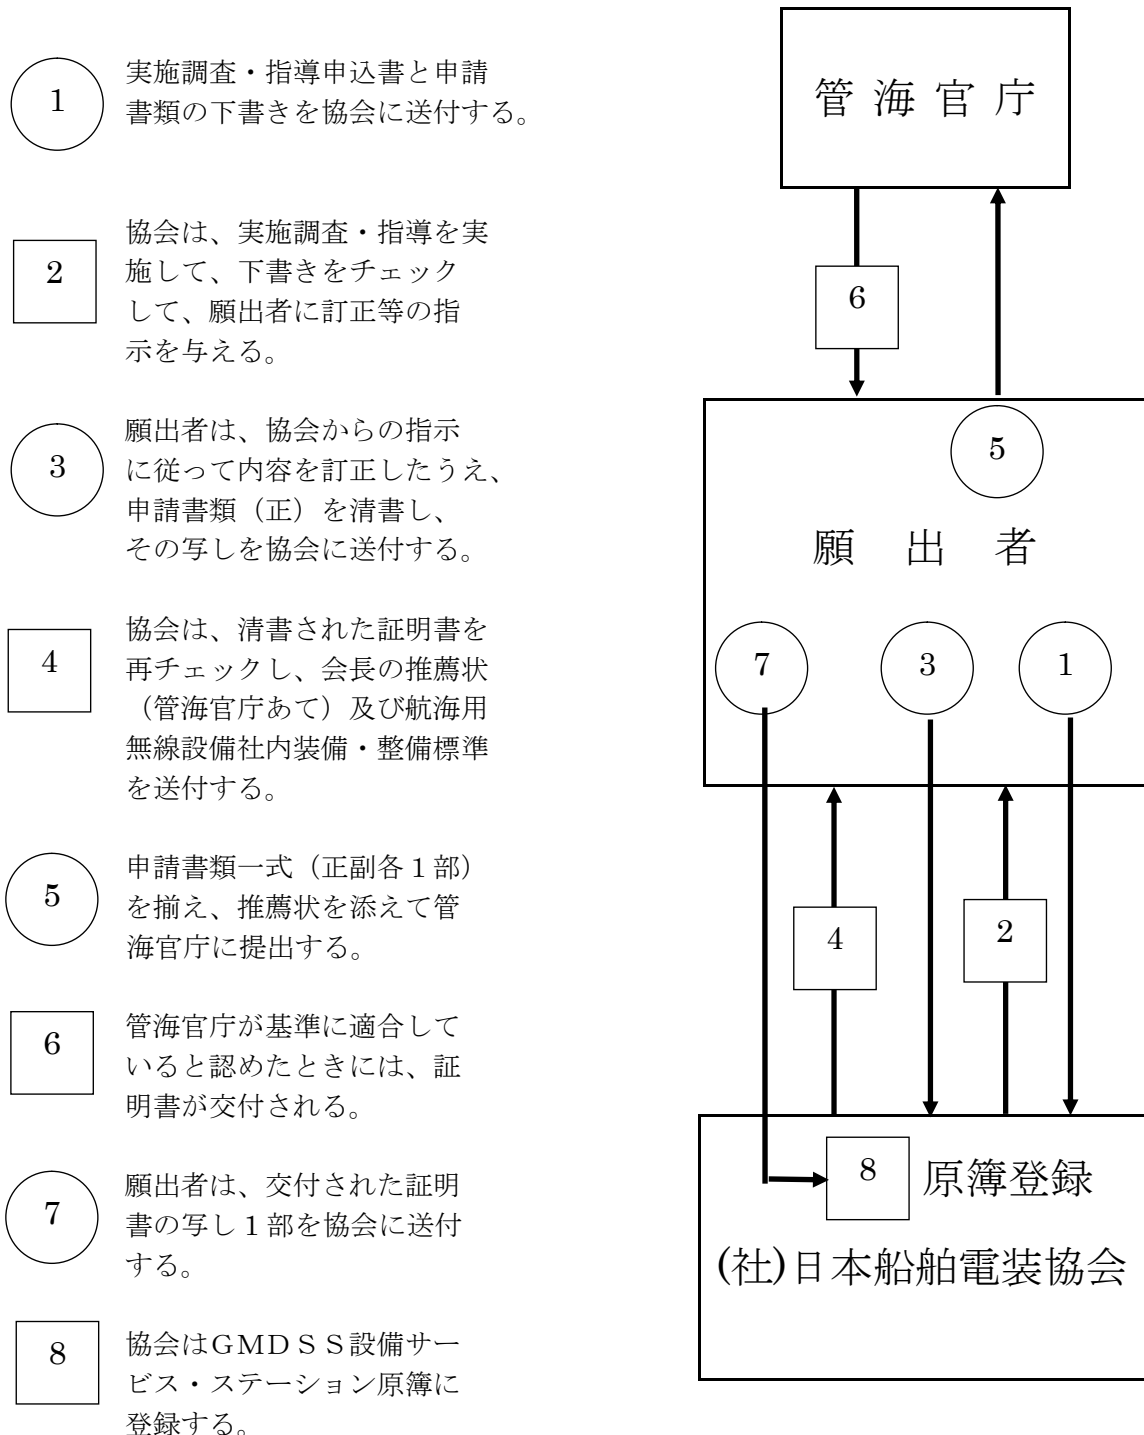 1
実施調査・指導申込書と申請
書類の下書きを協会に送付する。
2
協会は、実施調査・指導を実
施して、下書きをチェック
して、願出者に訂正等の指
示を与える。
3
願出者は、協会からの指示
に従って内容を訂正したうえ、
申請書類（正）を清書し、
その写しを協会に送付する。
4
協会は、清書された証明書を
再チェックし、会長の推薦状
（管海官庁あて）及び航海用
無線設備社内装備・整備標準
を送付する。
5
申請書類一式（正副各１部）
を揃え、推薦状を添えて管
海官庁に提出する。
6
管海官庁が基準に適合して
いると認めたときには、証
明書が交付される。
7
願出者は、交付された証明
書の写し１部を協会に送付
する。
8
協会はＧＭＤＳＳ設備サー
ビス・ステーション原簿に
登録する。
管 海 官 庁
6
5
願 出 者
7 3 1
4 2
8 原簿登録
(社)日本船舶電装協会